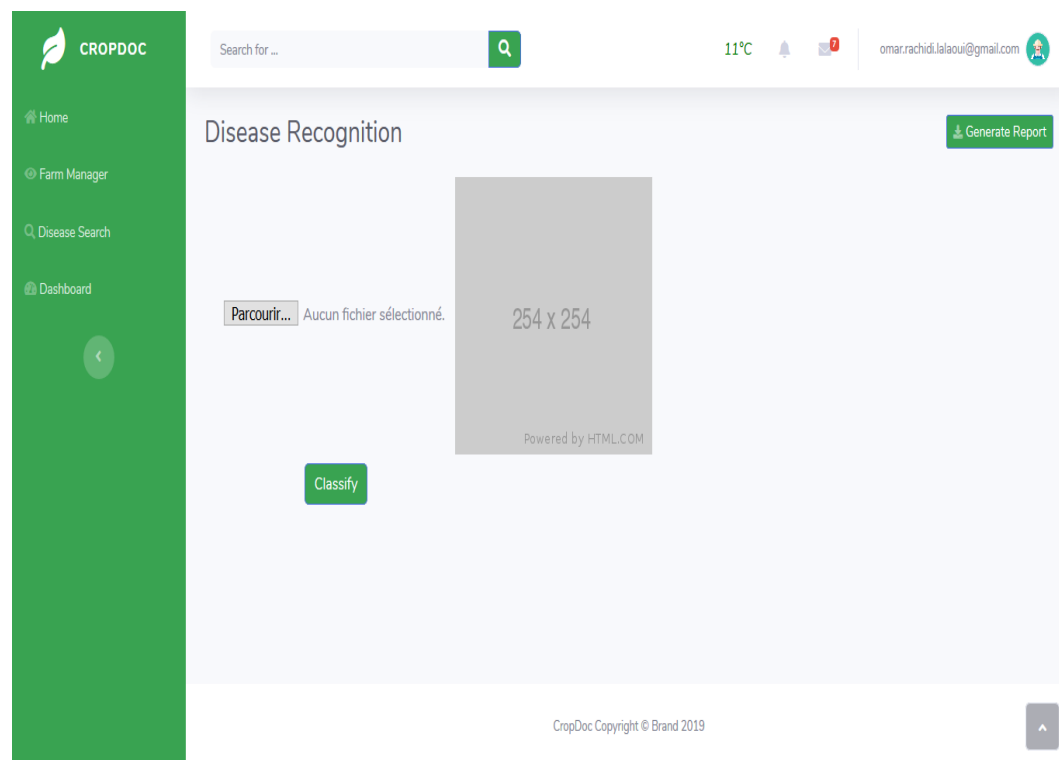 CROPDOC
Search for ...
11°C
7
omar.rachidi.lalaoui@gmail.com
Home
Farm Manager
Disease Search
Dashboard
Disease Recognition
Generate Report
Parcourir... Aucun fichier sélectionné.
254 x 254
Powered by HTML.COM
Classify
CropDoc Copyright © Brand 2019